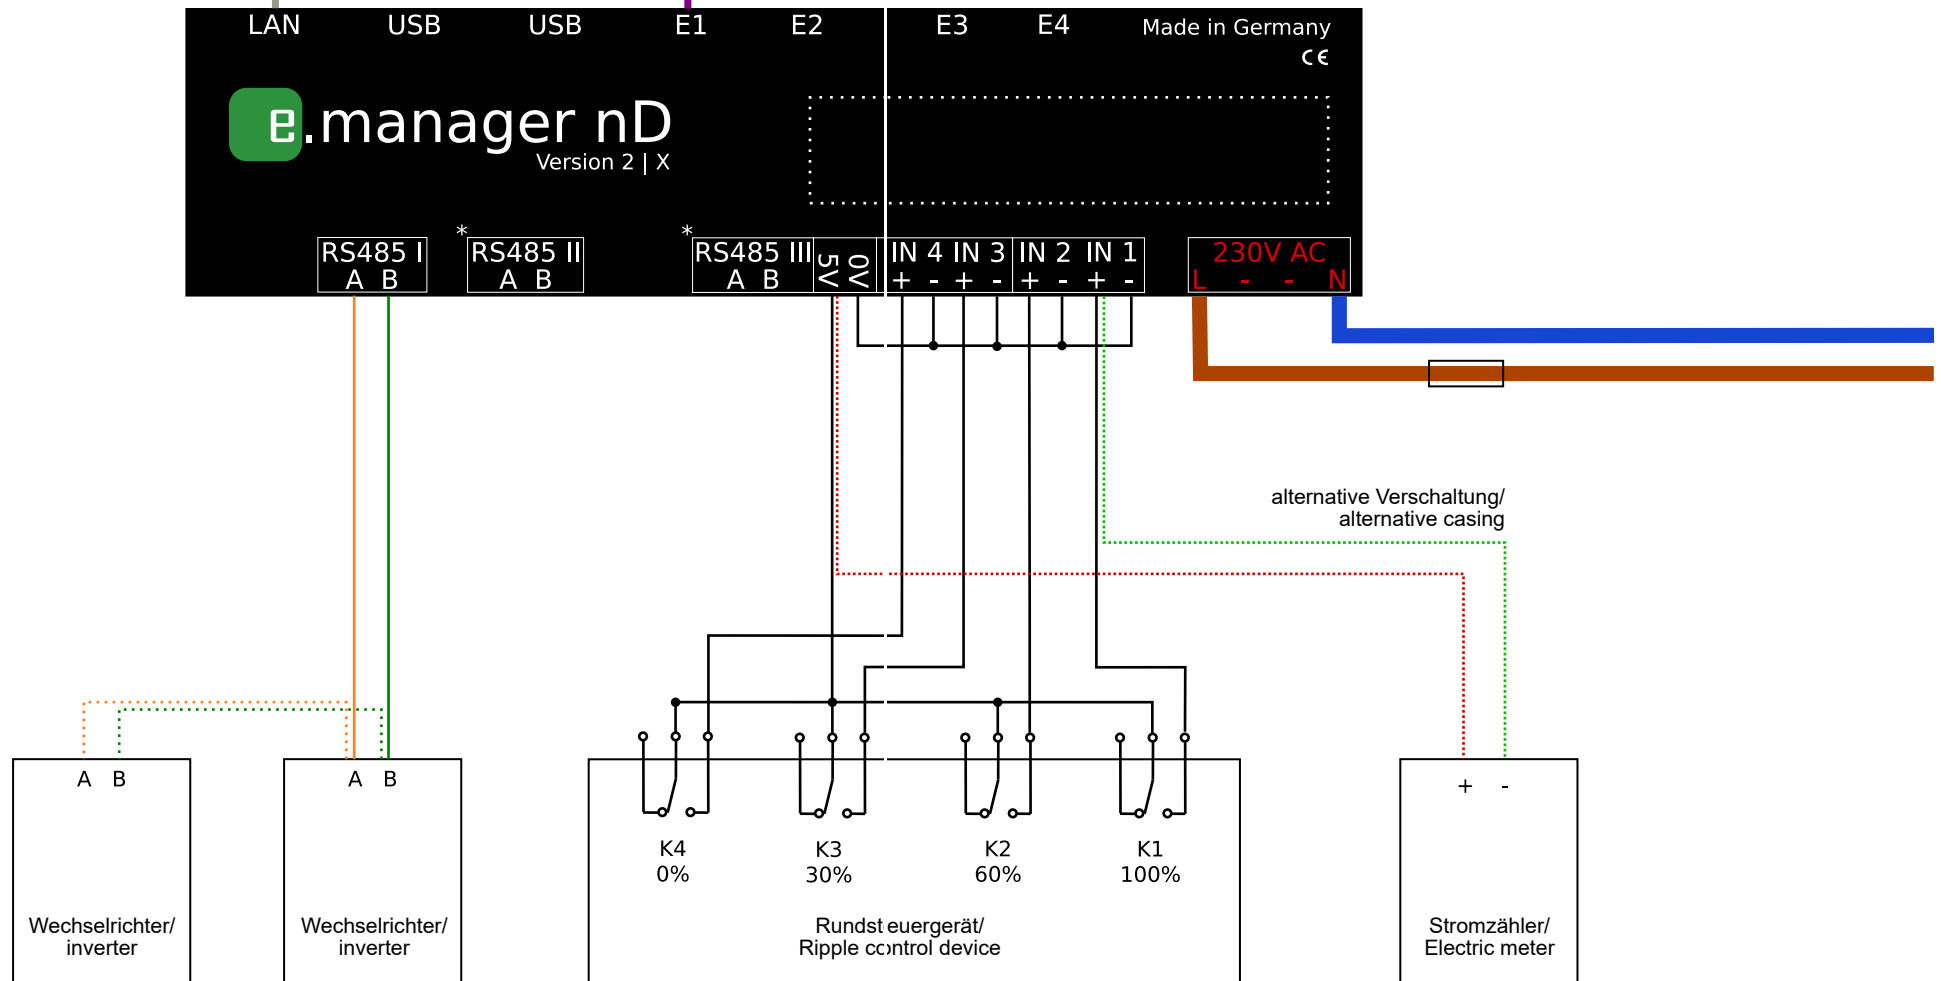 LAN USB USB E1 E2 E3 E4 Made in Germany
CE
e.manager nD
Version 2 | X
* *
RS485 I RS485 II RS485 III 5V 0V IN 4 IN 3 IN 2 IN 1 230V AC
A B A B A B + - + - + - + - L - - N
alternative Verschaltung/
alternative casing
A B A B + -
K4 K3 K2 K1
0% 30% 60% 100%
Wechselrichter/
inverter
Wechselrichter/
inverter
Rundsteuergerät/
Ripple control device
Stromzähler/
Electric meter